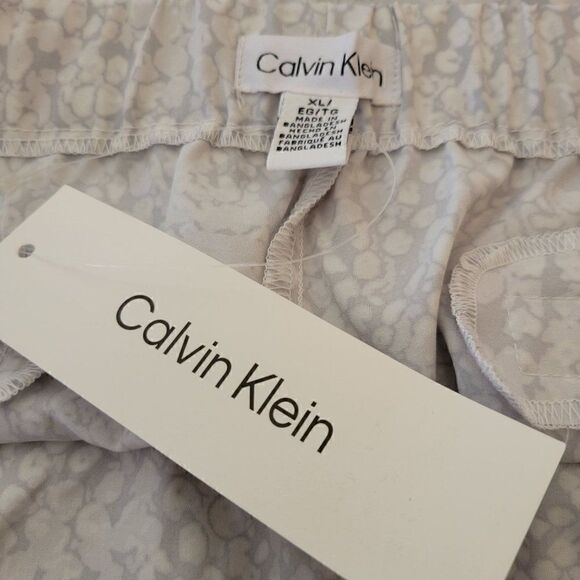 Calvin Klein
XL/
EG/TG
MADE IN
BANGLADESH
HECHO EN
BANGLADESH
FABRIQUÉ AU
BANGLADESH
Calvin Klein